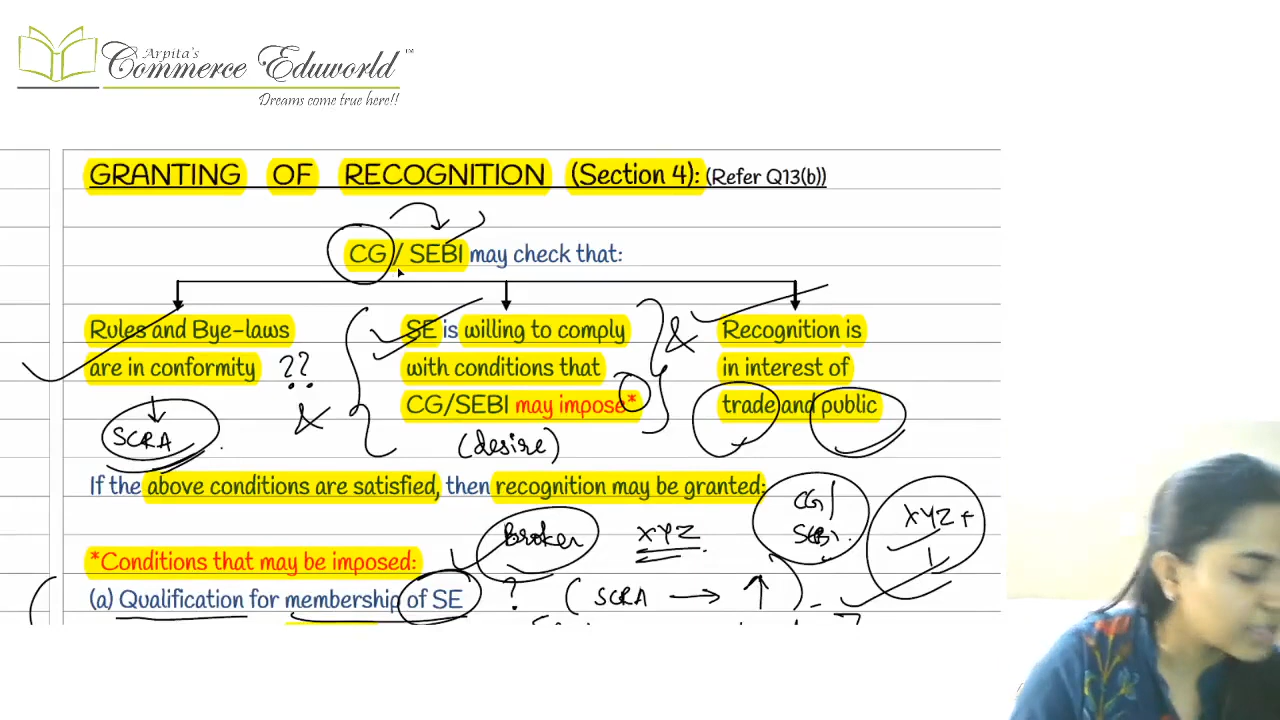 Arpita's
Commerce Eduworld™
Dreams come true here!!
GRANTING OF RECOGNITION (Section 4): (Refer Q13(b))
CG / SEBI may check that:
Rules and Bye-laws
are in conformity ??
SCRA
&
SE is willing to comply
with conditions that
CG/SEBI may impose*
(desire)
&
Recognition is
in interest of
trade and public
If the above conditions are satisfied, then recognition may be granted:
CG/
SEBI.
XYZ +
1
Broker XYZ
*Conditions that may be imposed:
(a) Qualification for membership of SE ? (SCRA → ↑)